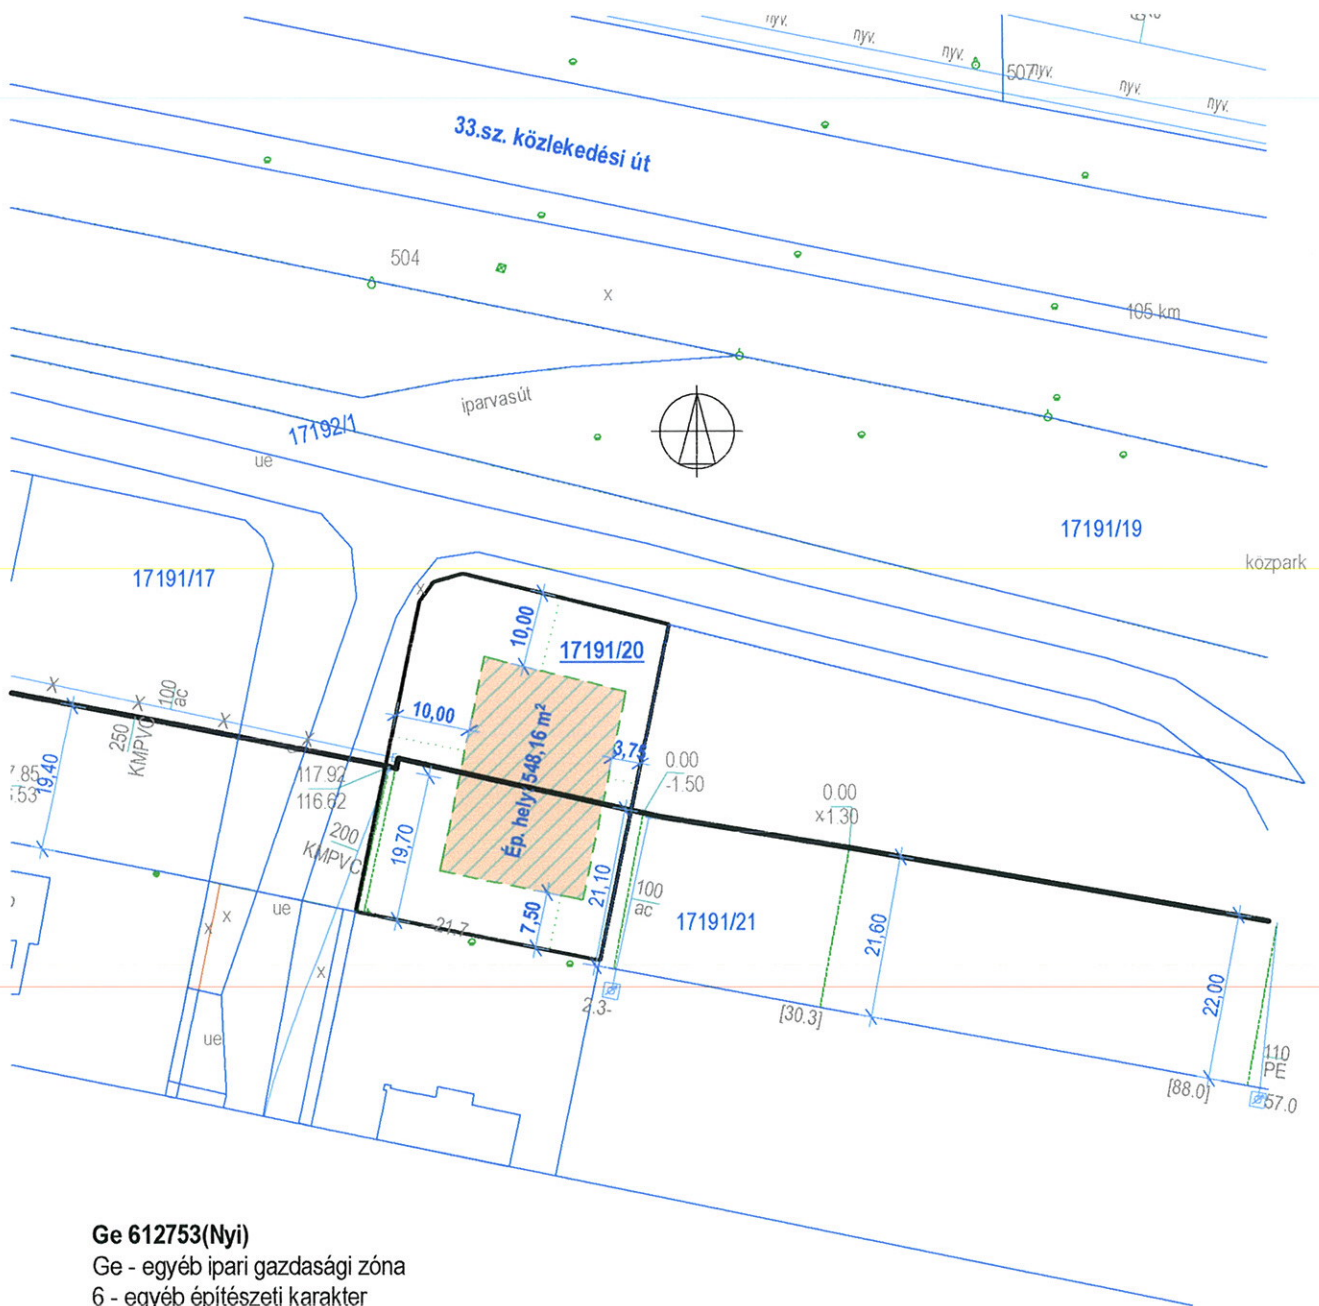 nyv.
nyv.
nyv.
507
nyv.
nyv.
nyv.
33.sz. közlekedési út
504
x
105 km
iparvasút
17192/1
ue
17191/19
közpark
17191/17
x
10,00
17191/20
x
100
ac
x
x
x
250
KMPVC
10,00
Ép. hely: 548,16 m²
3,75
0.00
-1.50
7.85
19,40
117.92
116.62
0.00
x1.30
200
KMPVC
19,70
21,10
100
ac
17191/21
21,60
7,50
21.7
ue
x
x
x
22,00
2.3-
[30.3]
ue
110
PE
[88.0]
57.0
Ge 612753(Nyi)
Ge - egyéb ipari gazdasági zóna
6 - egyéb építészeti karakter